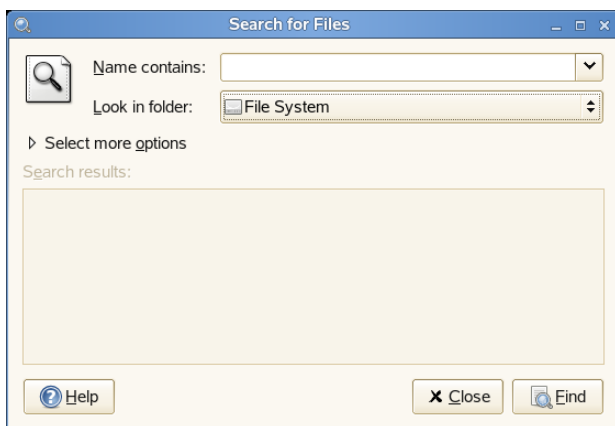 Search for Files
Name contains:
Look in folder: File System
Select more options
Search results:
Help Close Find